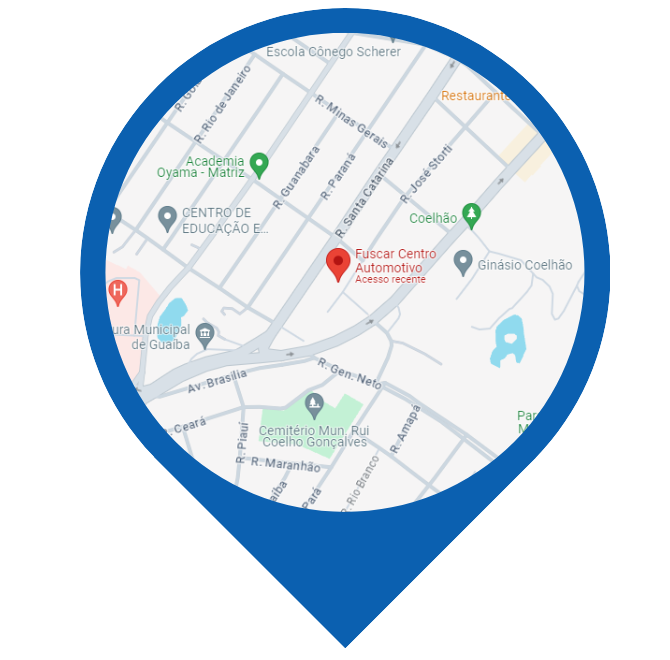 Escola Cônego Scherer
R. Rio de Janeiro
Restaurante
R. Minas Gerais
Academia
Oyama - Matriz
R. Guanabara
R. Paraná
R. José Storti
R. Santa Catarina
CENTRO DE
EDUCAÇÃO E...
Coelhão
Fuscar Centro
Automotivo
Acesso recente
Ginásio Coelhão
H
ura Municipal
de Guaíba
R. Gen. Neto
Av. Brasília
Cemitério Mun. Rui
Coelho Gonçalves
R. Amapá
Ceará
R. Piauí
R. Maranhão
Rio Branco
Pará